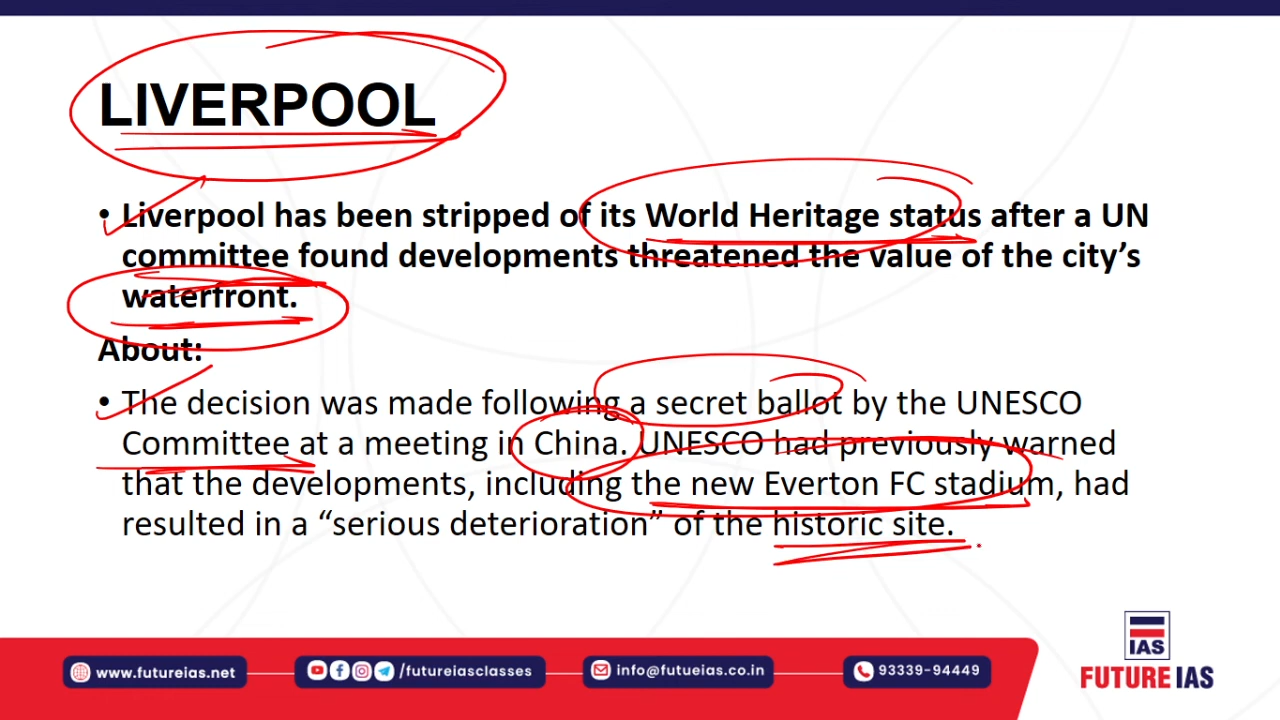 LIVERPOOL
• Liverpool has been stripped of its World Heritage status after a UN
committee found developments threatened the value of the city’s
waterfront.
About:
• The decision was made following a secret ballot by the UNESCO
Committee at a meeting in China. UNESCO had previously warned
that the developments, including the new Everton FC stadium, had
resulted in a “serious deterioration” of the historic site.
IAS
FUTURE IAS
www.futureias.net
/futureiasclasses
info@futueias.co.in
93339-94449